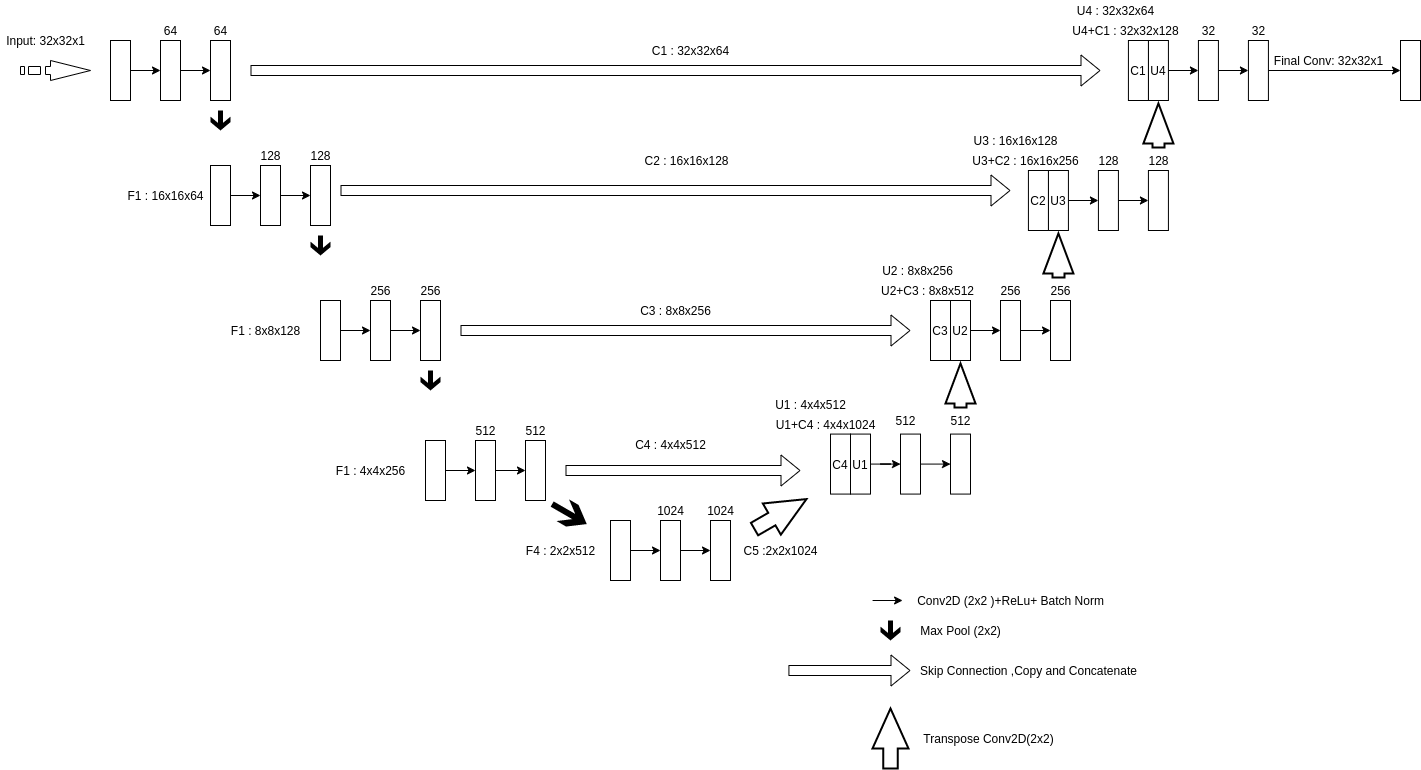 U4 : 32x32x64
Input: 32x32x1
64
64
C1 : 32x32x64
U4+C1 : 32x32x128
32
32
C1
U4
Final Conv: 32x32x1
U3 : 16x16x128
F1 : 16x16x64
128
128
C2 : 16x16x128
U3+C2 : 16x16x256
128
128
C2
U3
U2 : 8x8x256
F1 : 8x8x128
256
256
C3 : 8x8x256
U2+C3 : 8x8x512
256
256
C3
U2
U1 : 4x4x512
F1 : 4x4x256
512
512
C4 : 4x4x512
U1+C4 : 4x4x1024
512
512
C4
U1
F4 : 2x2x512
1024
1024
C5 :2x2x1024
Conv2D (2x2 )+ReLu+ Batch Norm
Max Pool (2x2)
Skip Connection ,Copy and Concatenate
Transpose Conv2D(2x2)